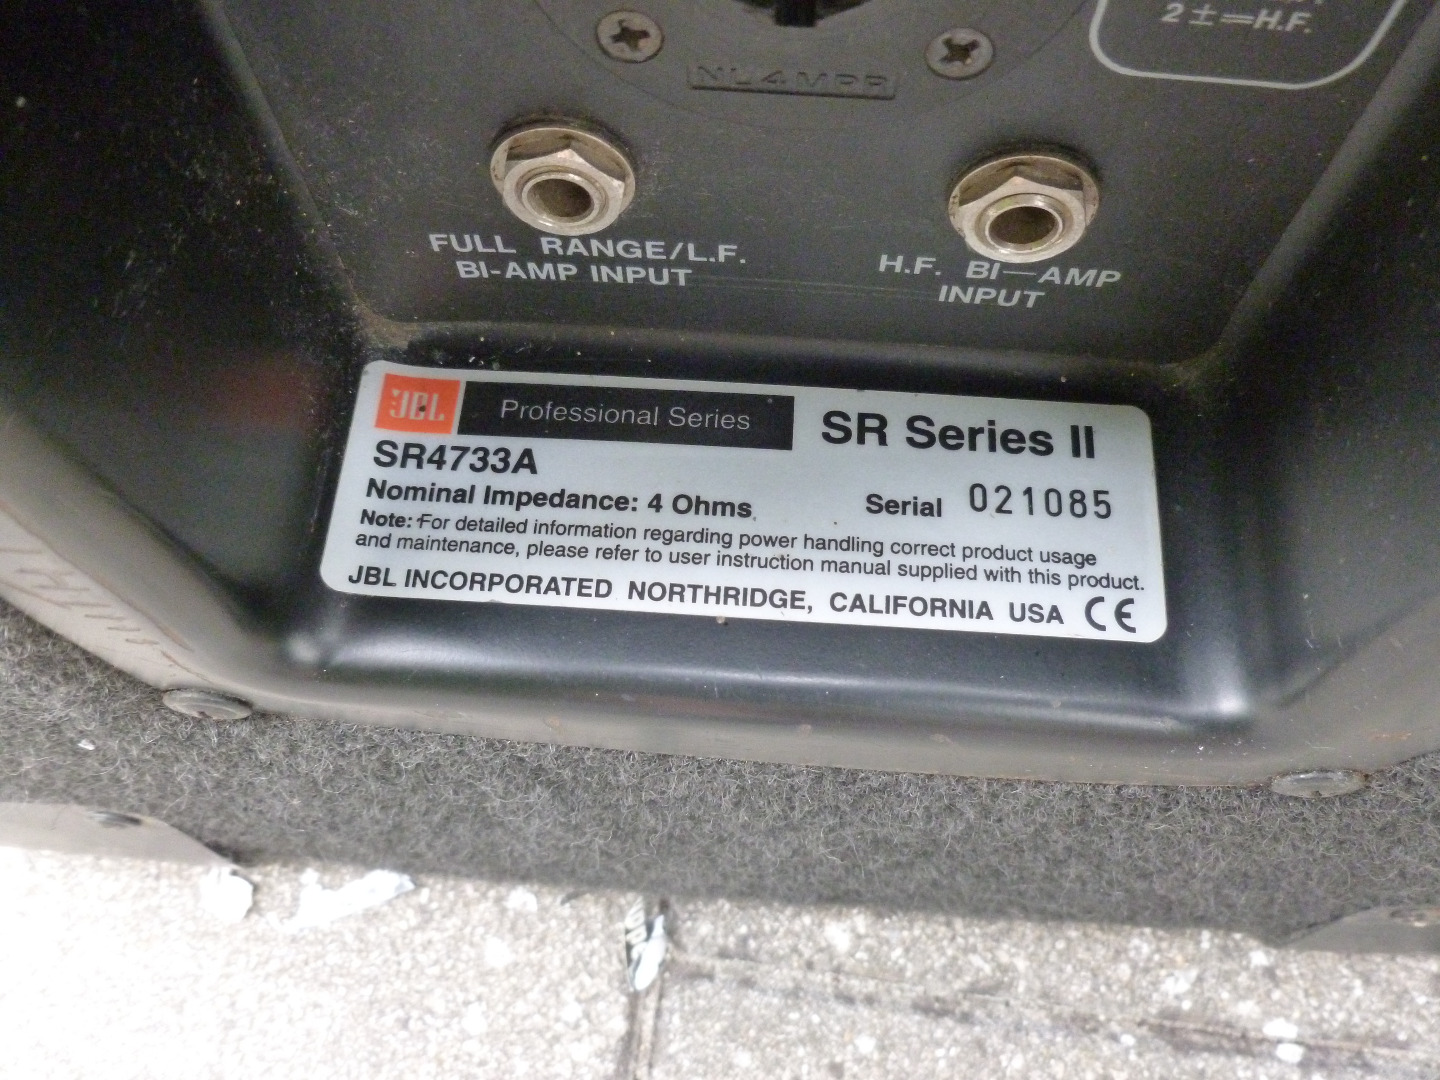 2 ±=H.F.
NL4MPR
FULL RANGE/L.F.
BI-AMP INPUT
H.F. BI—AMP
INPUT
JBL Professional Series SR Series II
SR4733A
Nominal Impedance: 4 Ohms Serial 021085
Note: For detailed information regarding power handling correct product usage
and maintenance, please refer to user instruction manual supplied with this product.
JBL INCORPORATED NORTHRIDGE, CALIFORNIA USA CE